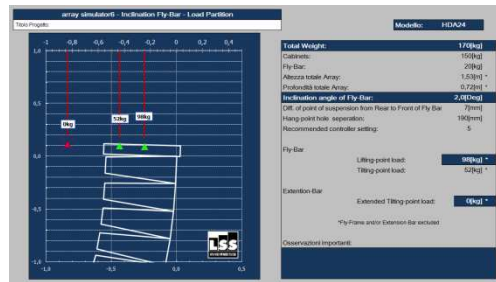 array simulator6 - Inclination Fly-Bar - Load Partition
Titolo Progetto:
Modello: HDA24
-1 -0,8 -0,6 -0,4 -0,2 0 0,2 0,4
1,0
0,5
0kg
52kg
98kg
0,0
-0,5
-1,0
-1,0 -0,5 0,0 0,5
Total Weight: 170[kg]
Cabinets: 150[kg]
Fly-Bar: 20[kg]
Altezza totale Array: 1,53[m] *
Profondità totale Array: 0,72[m] *
Inclination angle of Fly-Bar: 2,0[Deg]
Diff. of point of suspension from Rear to Front of Fly Bar 7[mm]
Hang-point hole seperation: 190[mm]
Recommended controller setting: 5
Fly-Bar
Lifting-point load: 98[kg] *
Tilting-point load: 52[kg] *
Extention-Bar
Extended Tilting-point load: 0[kg] *
*Fly-Frame and/or Extension-Bar excluded
Osservazioni Importanti: